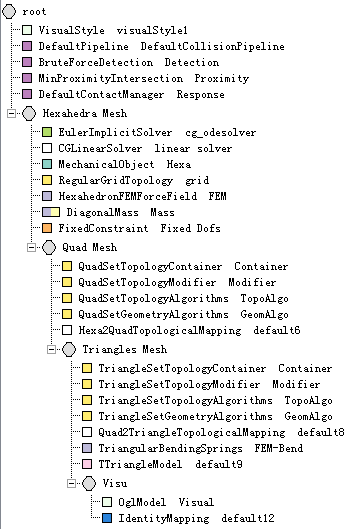 root
VisualStyle visualStyle1
DefaultPipeline DefaultCollisionPipeline
BruteForceDetection Detection
MinProximityIntersection Proximity
DefaultContactManager Response
Hexahedra Mesh
EulerImplicitSolver cg_odesolver
CGLinearSolver linear solver
MechanicalObject Hexa
RegularGridTopology grid
HexahedronFEMForceField FEM
DiagonalMass Mass
FixedConstraint Fixed Dofs
Quad Mesh
QuadSetTopologyContainer Container
QuadSetTopologyModifier Modifier
QuadSetTopologyAlgorithms TopoAlgo
QuadSetGeometryAlgorithms GeomAlgo
Hexa2QuadTopologicalMapping default6
Triangles Mesh
TriangleSetTopologyContainer Container
TriangleSetTopologyModifier Modifier
TriangleSetTopologyAlgorithms TopoAlgo
TriangleSetGeometryAlgorithms GeomAlgo
Quad2TriangleTopologicalMapping default8
TriangularBendingSprings FEM-Bend
TTriangleModel default9
Visu
OglModel Visual
IdentityMapping default12